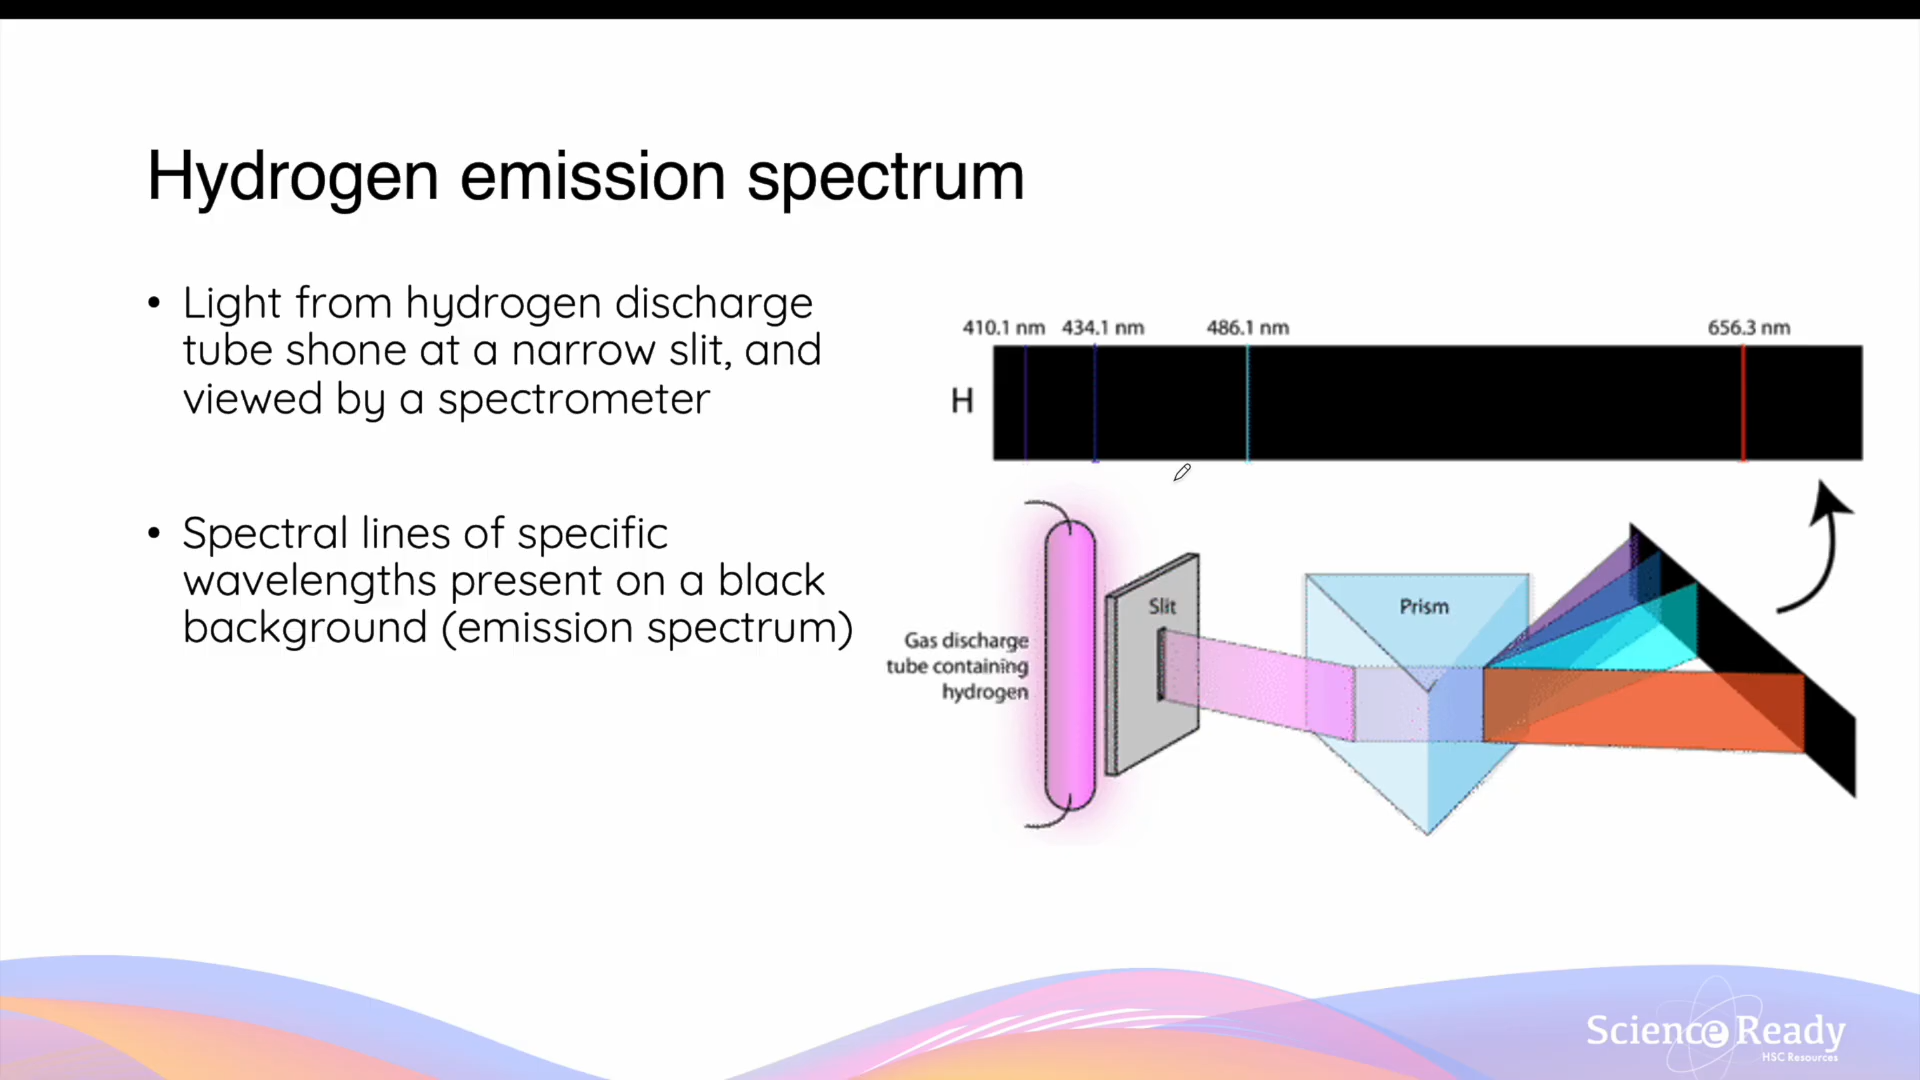 Hydrogen emission spectrum
• Light from hydrogen discharge
tube shone at a narrow slit, and
viewed by a spectrometer
• Spectral lines of specific
wavelengths present on a black
background (emission spectrum)
410.1 nm 434.1 nm 486.1 nm 656.3 nm
H
Slit
Prism
Gas discharge
tube containing
hydrogen
Science Ready
HSC Resources